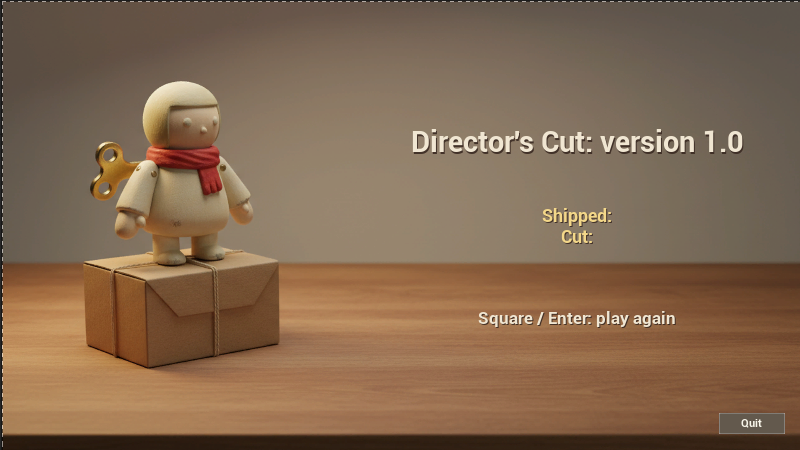 Director's Cut: version 1.0
Shipped:
Cut:
Square / Enter: play again
Quit